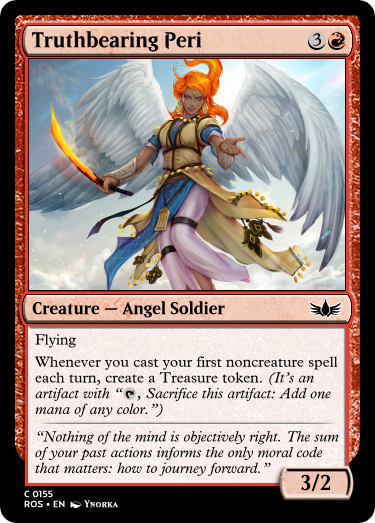 Truthbearing Peri 3
Creature — Angel Soldier
Flying
Whenever you cast your first noncreature spell
each turn, create a Treasure token. (It's an
artifact with “, Sacrifice this artifact: Add one
mana of any color.”)
“Nothing of the mind is objectively right. The sum
of your past actions informs the only moral code
that matters: how to journey forward.”
3/2
C 0155
ROS • EN Ynorka